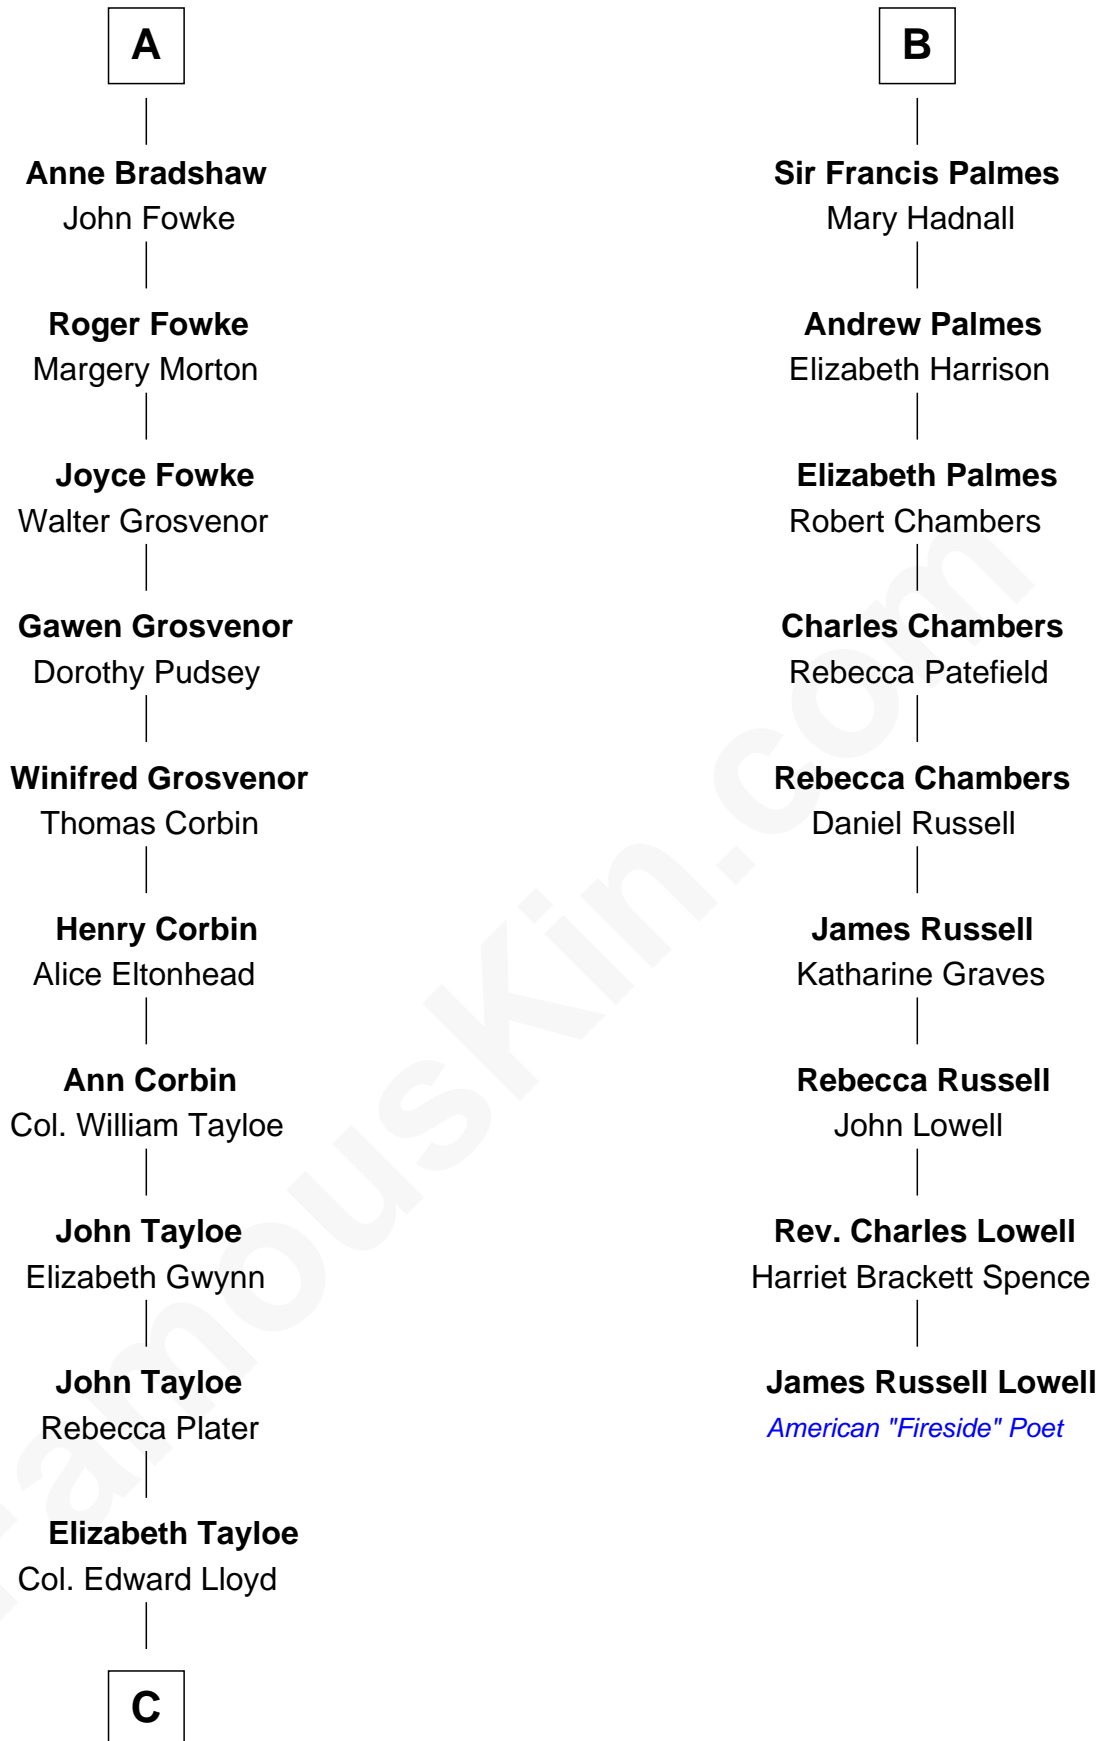 A
Anne Bradshaw
John Fowke
Roger Fowke
Margery Morton
Joyce Fowke
Walter Grosvenor
Gawen Grosvenor
Dorothy Pudsey
Winifred Grosvenor
Thomas Corbin
Henry Corbin
Alice Eltonhead
Ann Corbin
Col. William Tayloe
John Tayloe
Elizabeth Gwynn
John Tayloe
Rebecca Plater
Elizabeth Tayloe
Col. Edward Lloyd
C
B
Sir Francis Palmes
Mary Hadnall
Andrew Palmes
Elizabeth Harrison
Elizabeth Palmes
Robert Chambers
Charles Chambers
Rebecca Patefield
Rebecca Chambers
Daniel Russell
James Russell
Katharine Graves
Rebecca Russell
John Lowell
Rev. Charles Lowell
Harriet Brackett Spence
James Russell Lowell
American "Fireside" Poet
FamousKin.com